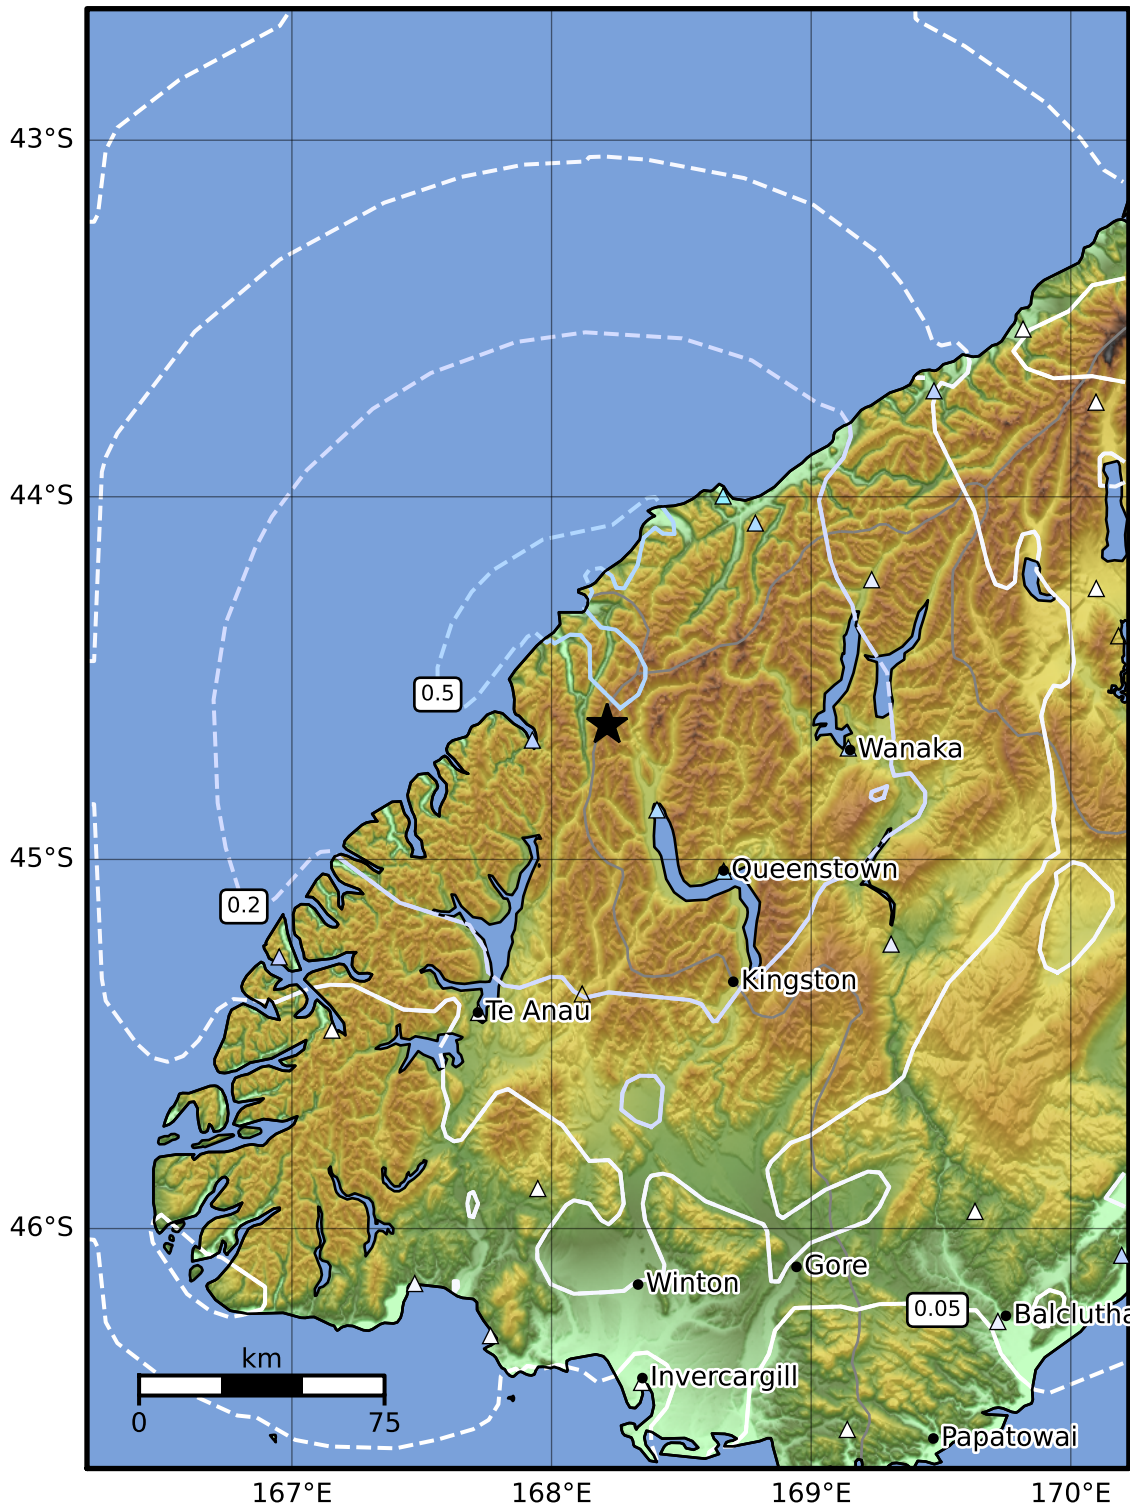 43°S
44°S
0.5
Wanaka
45°S
Queenstown
0.2
Kingston
Te Anau
46°S
Gore
Winton
0.05
Balclutha
km
Invercargill
0
75
Papatowai
167°E
168°E
169°E
170°E